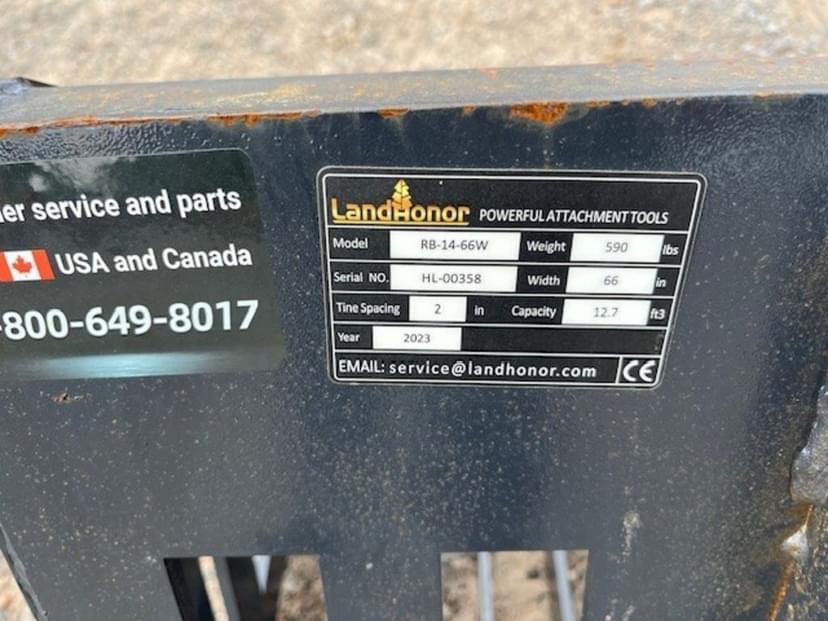 er service and parts
USA and Canada
-800-649-8017
LandHonor POWERFUL ATTACHMENT TOOLS
Model RB-14-66W Weight 590 lbs
Serial NO. HL-00358 Width 66 in
Tine Spacing 2 in Capacity 12.7 ft3
Year 2023
EMAIL: service@landhonor.com CE